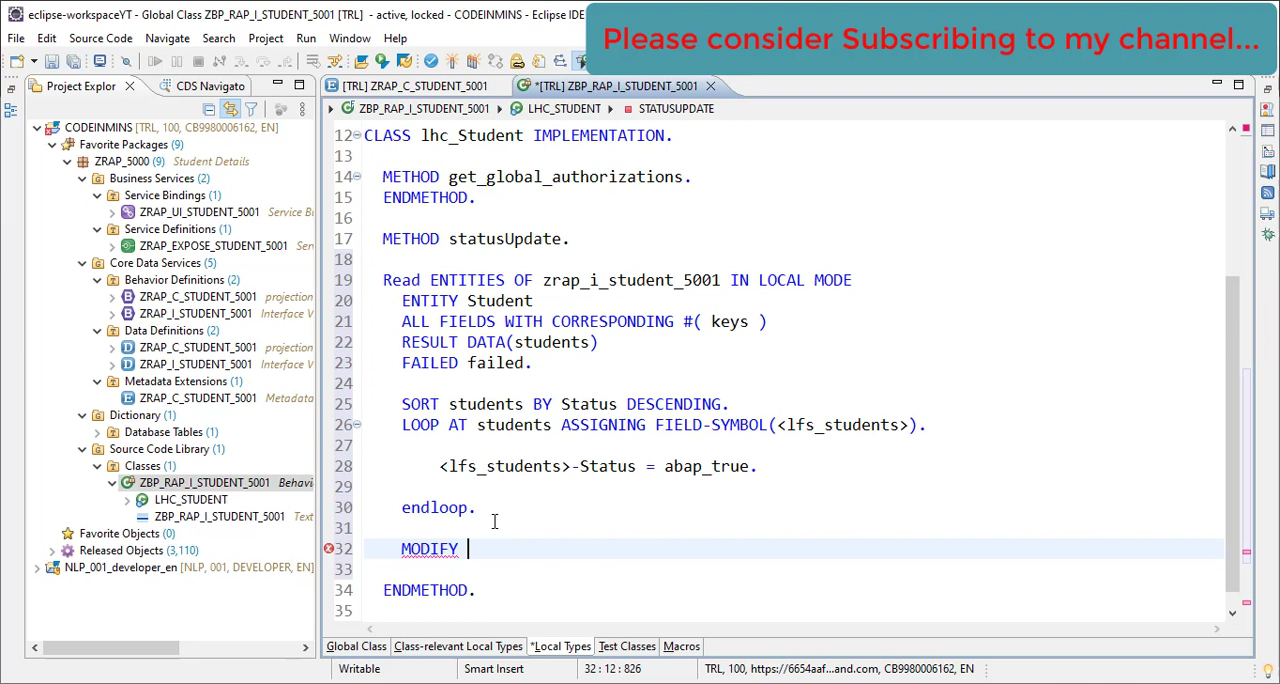 eclipse-workspaceYT - Global Class ZBP_RAP_I_STUDENT_5001 [TRL] - active, locked - CODEINMINS - Eclipse IDE
Please consider Subscribing to my channel...
File Edit Source Code Navigate Search Project Run Window Help
Project Explor CDS Navigato
[TRL] ZRAP_C_STUDENT_5001 *[TRL] ZBP_RAP_I_STUDENT_5001
ZBP_RAP_I_STUDENT_5001 LHC_STUDENT STATUSUPDATE
CODEINMINS [TRL, 100, CB9980006162, EN]
Favorite Packages (9)
ZRAP_5000 (9) Student Details
Business Services (2)
Service Bindings (1)
ZRAP_UI_STUDENT_5001 Service Bi
Service Definitions (1)
ZRAP_EXPOSE_STUDENT_5001 Ser
Core Data Services (5)
Behavior Definitions (2)
ZRAP_C_STUDENT_5001 projection
ZRAP_I_STUDENT_5001 Interface V
Data Definitions (2)
ZRAP_C_STUDENT_5001 projection
ZRAP_I_STUDENT_5001 Interface V
Metadata Extensions (1)
ZRAP_C_STUDENT_5001 Metadata
Dictionary (1)
Database Tables (1)
Source Code Library (1)
Classes (1)
ZBP_RAP_I_STUDENT_5001 Behavi
LHC_STUDENT
ZBP_RAP_I_STUDENT_5001 Text
Favorite Objects (0)
Released Objects (3,110)
NLP_001_developer_en [NLP, 001, DEVELOPER, EN]
12 CLASS lhc_Student IMPLEMENTATION.
13
14 METHOD get_global_authorizations.
15 ENDMETHOD.
16
17 METHOD statusUpdate.
18
19 Read ENTITIES OF zrap_i_student_5001 IN LOCAL MODE
20 ENTITY Student
21 ALL FIELDS WITH CORRESPONDING #( keys )
22 RESULT DATA(students)
23 FAILED failed.
24
25 SORT students BY Status DESCENDING.
26 LOOP AT students ASSIGNING FIELD-SYMBOL(<lfs_students>).
27
28 <lfs_students>-Status = abap_true.
29
30 endloop.
31
32 MODIFY
33
34 ENDMETHOD.
35
Global Class Class-relevant Local Types *Local Types Test Classes Macros
Writable Smart Insert 32 : 12 : 826 TRL, 100, https://6654aaf...and.com, CB9980006162, EN